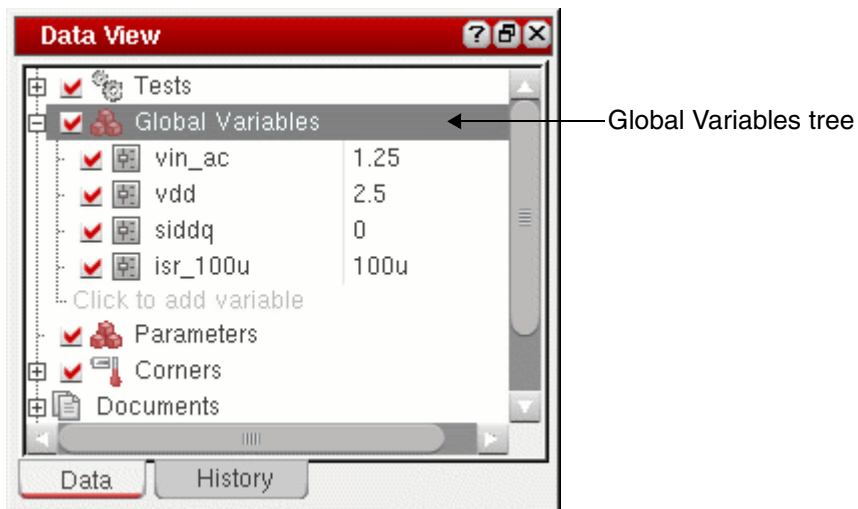 Data View
Tests
Global Variables
Global Variables tree
vin_ac 1.25
vdd 2.5
siddq 0
isr_100u 100u
Click to add variable
Parameters
Corners
Documents
Data History